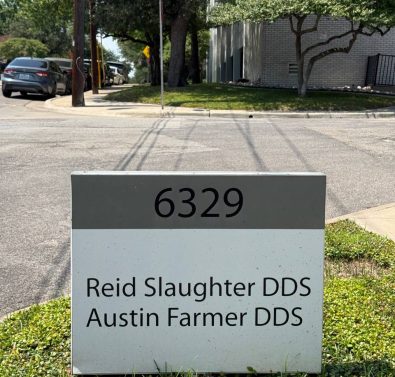 6329
Reid Slaughter DDS
Austin Farmer DDS